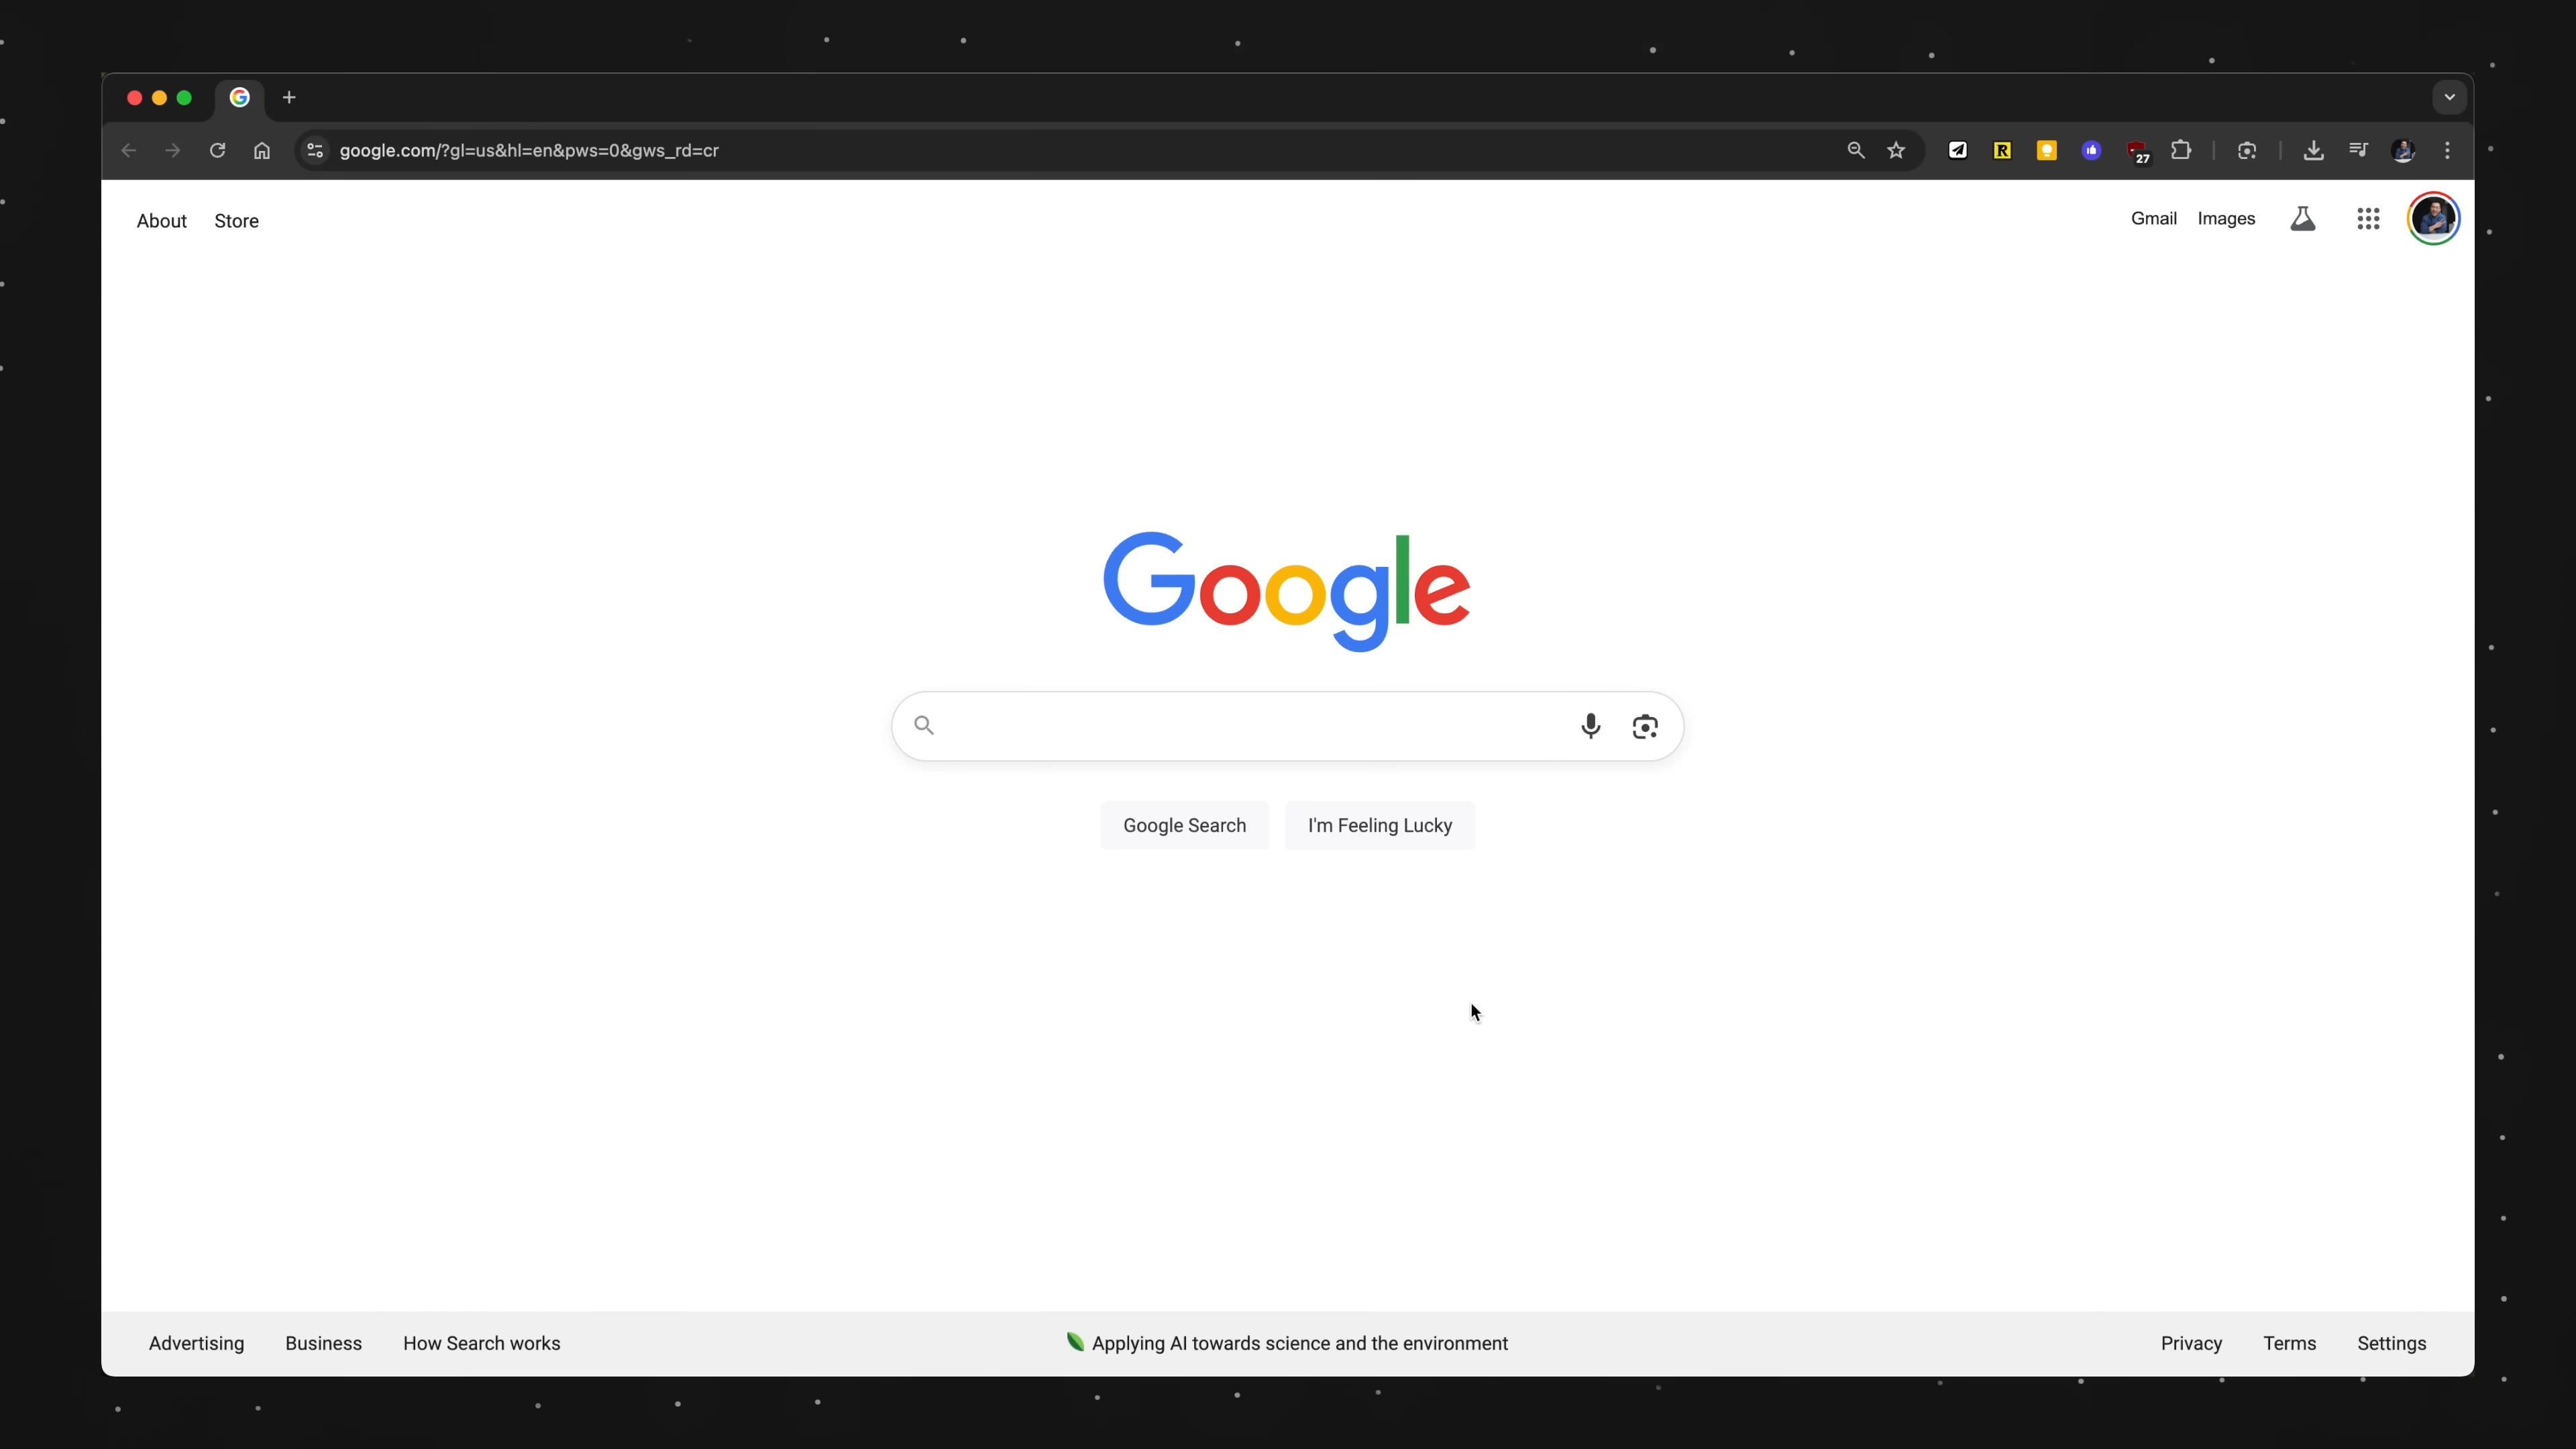 google.com/?gl=us&hl=en&pws=0&gws_rd=cr
R
27
About Store
Gmail Images
Google
Google Search I'm Feeling Lucky
Advertising Business How Search works
Applying AI towards science and the environment
Privacy Terms Settings